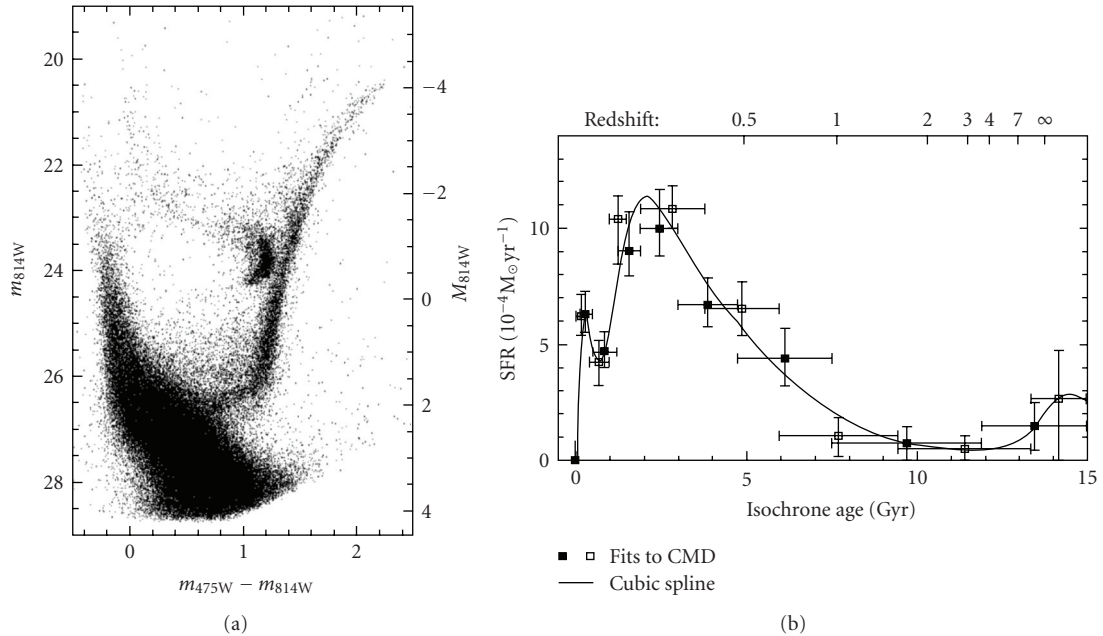 20
22
24
26
28
m814W
0
1
2
m475W − m814W
−4
−2
0
2
4
M814W
(a)
Redshift:
0.5
1
2
3
4
7
∞
10
5
0
SFR (10−4M⊙yr−1)
0
5
10
15
Isochrone age (Gyr)
Fits to CMD
Cubic spline
(b)